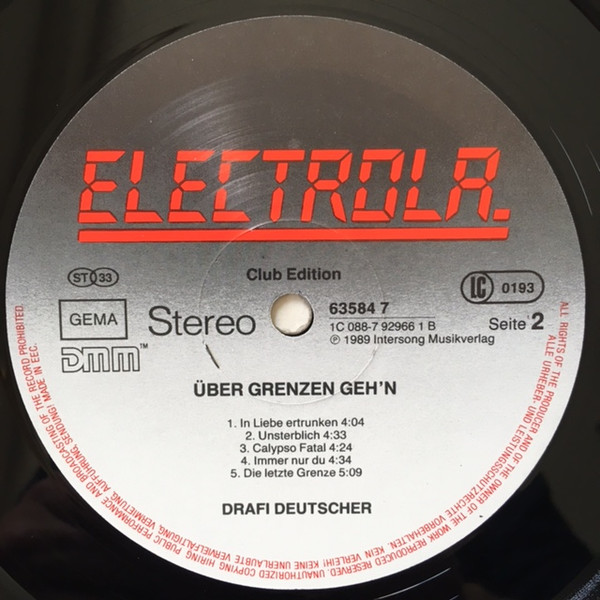 ELECTROLA.
Club Edition
ST 33
LC 0193
GEMA
Stereo
63584 7
1C 088-7 92966 1 B
℗ 1989 Intersong Musikverlag
Seite 2
DMM™
ÜBER GRENZEN GEH'N
1. In Liebe ertrunken 4:04
2. Unsterblich 4:33
3. Calypso Fatal 4:24
4. Immer nur du 4:34
5. Die letzte Grenze 5:09
DRAFI DEUTSCHER
ALL RIGHTS OF THE PRODUCER AND OF THE OWNER OF THE WORK REPRODUCED RESERVED. UNAUTHORIZED COPYING HIRING PUBLIC PERFORMANCE AND BROADCASTING OF THE RECORD PROHIBITED.
ALLE URHEBER- UND LEISTUNGSSCHUTZRECHTE VORBEHALTEN. KEIN VERLEIH! KEINE UNERLAUBTE VERVIELFÄLTIGUNG, VERMIETUNG, AUFFÜHRUNG, SENDUNG! MADE IN EEC.